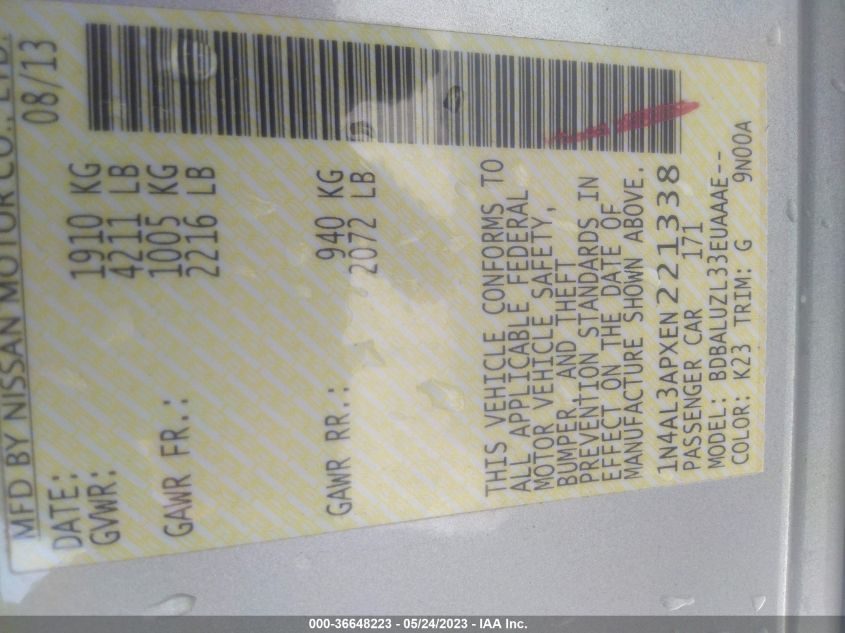 MFD BY NISSAN MOTOR CO., LTD.
DATE: 08/13
GVWR: 1910 KG
4211 LB
GAWR FR.: 1005 KG
2216 LB
GAWR RR.: 940 KG
2072 LB
THIS VEHICLE CONFORMS TO
ALL APPLICABLE FEDERAL
MOTOR VEHICLE SAFETY,
BUMPER AND THEFT
PREVENTION STANDARDS IN
EFFECT ON THE DATE OF
MANUFACTURE SHOWN ABOVE.
1N4AL3APXEN221338
PASSENGER CAR 171
MODEL: BDBALUZL33EUAAAE--
COLOR: K23 TRIM: G 9N00A
000-36648223 - 05/24/2023 - IAA Inc.